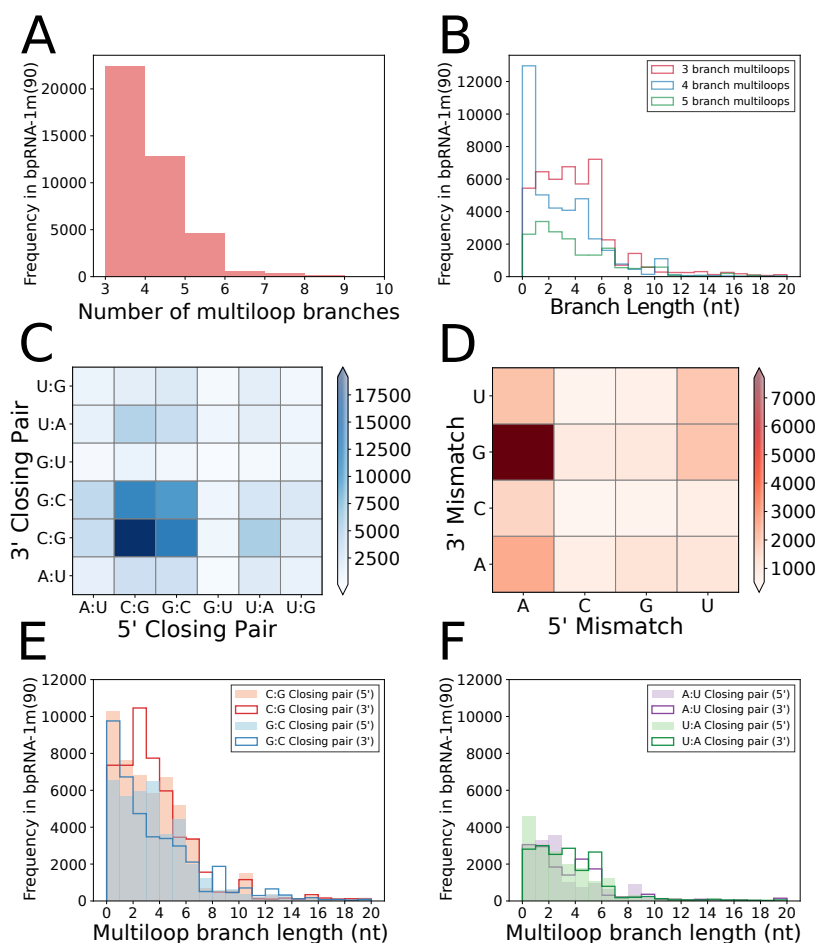 A
Frequency in bpRNA-1m(90)
20000
15000
10000
5000
0
3 4 5 6 7 8 9 10
Number of multiloop branches
B
Frequency in bpRNA-1m(90)
12000
10000
8000
6000
4000
2000
0
0 2 4 6 8 10 12 14 16 18 20
Branch Length (nt)
3 branch multiloops
4 branch multiloops
5 branch multiloops
C
3' Closing Pair
U:G
U:A
G:U
G:C
C:G
A:U
A:U C:G G:C G:U U:A U:G
5' Closing Pair
17500
15000
12500
10000
7500
5000
2500
D
3' Mismatch
U
G
C
A
A C G U
5' Mismatch
7000
6000
5000
4000
3000
2000
1000
E
Frequency in bpRNA-1m(90)
12000
10000
8000
6000
4000
2000
0
0 2 4 6 8 10 12 14 16 18 20
Multiloop branch length (nt)
C:G Closing pair (5')
C:G Closing pair (3')
G:C Closing pair (5')
G:C Closing pair (3')
F
Frequency in bpRNA-1m(90)
12000
10000
8000
6000
4000
2000
0
0 2 4 6 8 10 12 14 16 18 20
Multiloop branch length (nt)
A:U Closing pair (5')
A:U Closing pair (3')
U:A Closing pair (5')
U:A Closing pair (3')